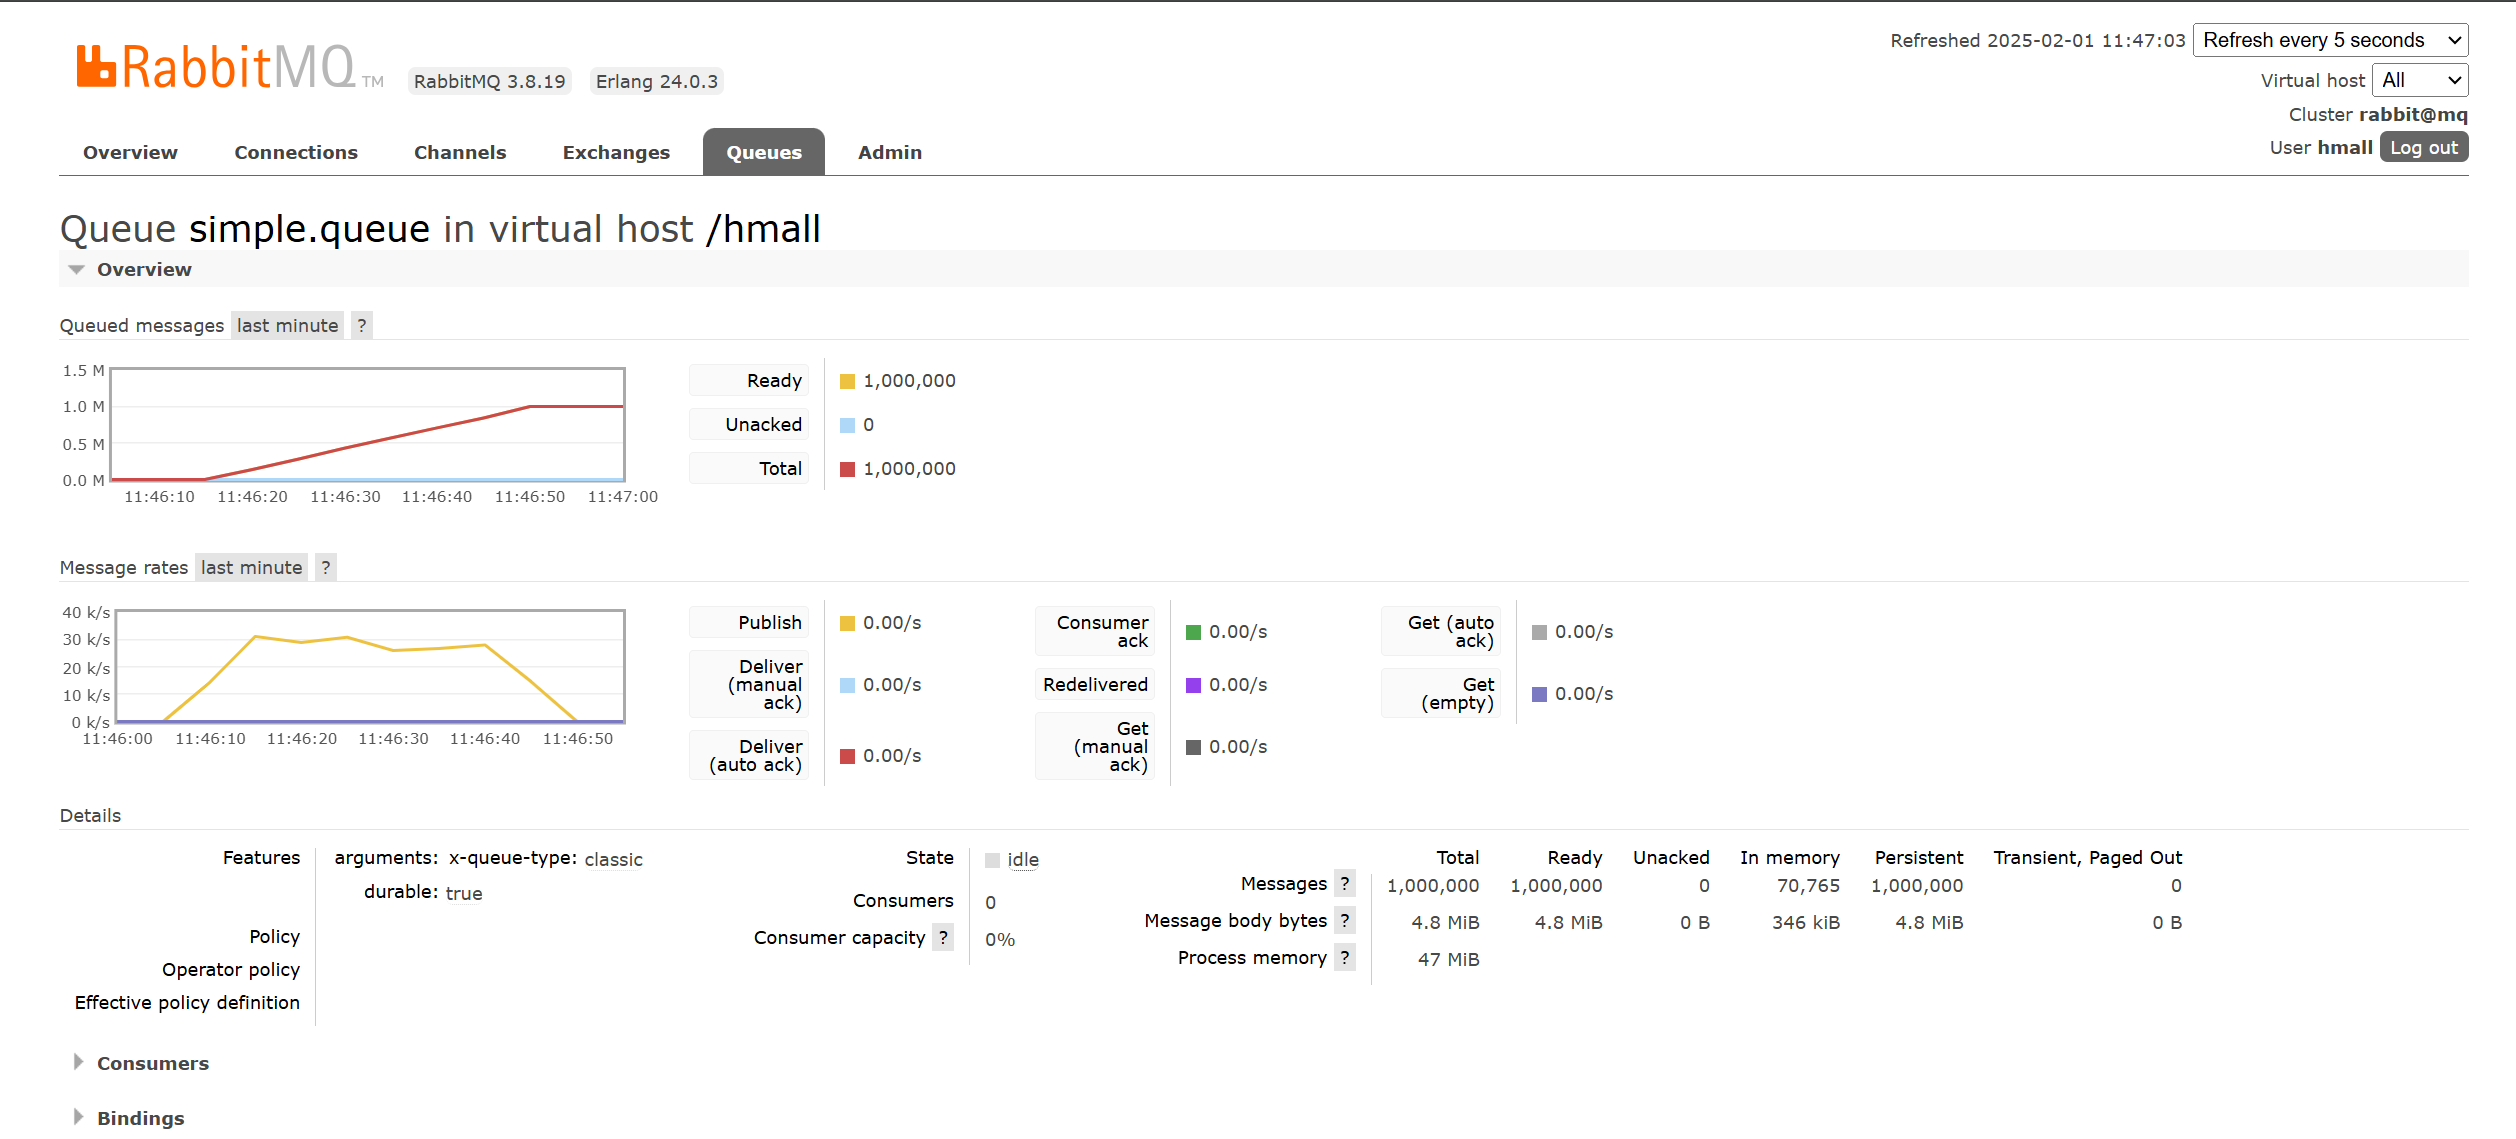 RabbitMQ TM RabbitMQ 3.8.19 Erlang 24.0.3
Refreshed 2025-02-01 11:47:03 Refresh every 5 seconds
Virtual host All
Cluster rabbit@mq
User hmall Log out
Overview Connections Channels Exchanges Queues Admin
Queue simple.queue in virtual host /hmall
Overview
Queued messages last minute ?
1.5 M
1.0 M
0.5 M
0.0 M
11:46:10 11:46:20 11:46:30 11:46:40 11:46:50 11:47:00
Ready 1,000,000
Unacked 0
Total 1,000,000
Message rates last minute ?
40 k/s
30 k/s
20 k/s
10 k/s
0 k/s
11:46:00 11:46:10 11:46:20 11:46:30 11:46:40 11:46:50
Publish 0.00/s
Deliver
(manual 0.00/s
ack)
Deliver
(auto ack) 0.00/s
Consumer
ack 0.00/s
Redelivered 0.00/s
Get
(manual 0.00/s
ack)
Get (auto
ack) 0.00/s
Get
(empty) 0.00/s
Details
Features arguments: x-queue-type: classic
durable: true
Policy
Operator policy
Effective policy definition
State idle
Consumers 0
Consumer capacity ? 0%
Total Ready Unacked In memory Persistent Transient, Paged Out
Messages ? 1,000,000 1,000,000 0 70,765 1,000,000 0
Message body bytes ? 4.8 MiB 4.8 MiB 0 B 346 kiB 4.8 MiB 0 B
Process memory ? 47 MiB
Consumers
Bindings